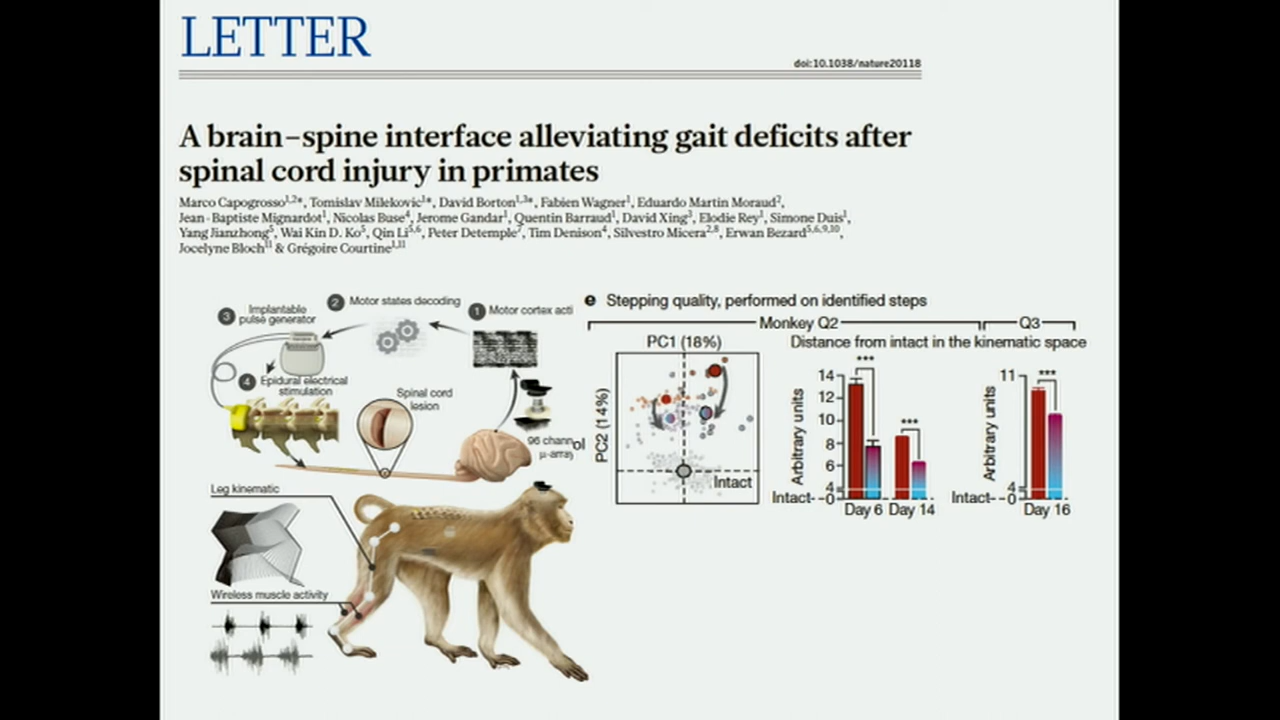 LETTER
doi:10.1038/nature20118
A brain–spine interface alleviating gait deficits after
spinal cord injury in primates
Marco Capogrosso1,2*, Tomislav Milekovic1*, David Borton1,3*, Fabien Wagner1, Eduardo Martin Moraud2,
Jean-Baptiste Mignardot1, Nicolas Buse4, Jerome Gandar1, Quentin Barraud1, David Xing3, Elodie Rey1, Simone Duis1,
Yang Jianzhong5, Wai Kin D. Ko5, Qin Li5,6, Peter Detemple7, Tim Denison4, Silvestro Micera2,8, Erwan Bezard5,6,9,10,
Jocelyne Bloch11 & Grégoire Courtine1,11
3 Implantable
pulse generator
2 Motor states decoding
1 Motor cortex acti
4 Epidural electrical
stimulation
Spinal cord
lesion
96 chann
µ-array
ol
Leg kinematic
Wireless muscle activity
e Stepping quality, performed on identified steps
Monkey Q2
Q3
PC1 (18%)
PC2 (14%)
Intact
Distance from intact in the kinematic space
Arbitrary units
14
12
10
8
6
4
0
Intact
***
***
Day 6 Day 14
Arbitrary units
11
4
0
Intact
***
Day 16